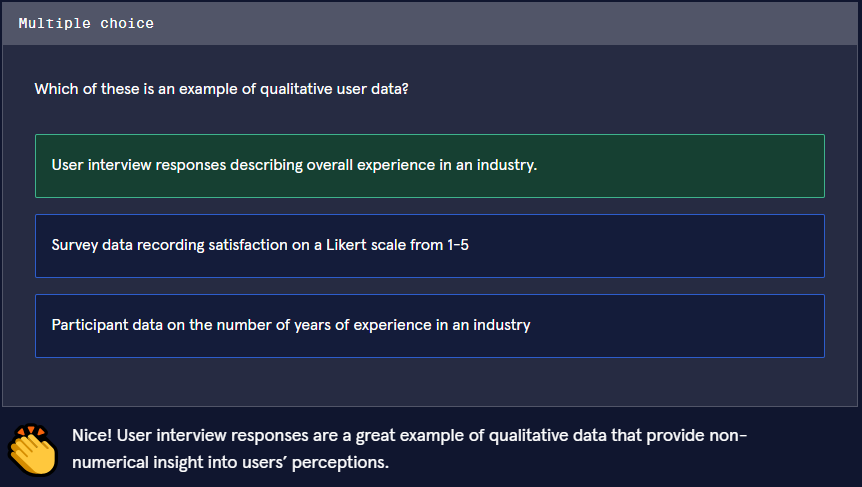 Multiple choice
Which of these is an example of qualitative user data?
User interview responses describing overall experience in an industry.
Survey data recording satisfaction on a Likert scale from 1-5
Participant data on the number of years of experience in an industry
Nice! User interview responses are a great example of qualitative data that provide non-
numerical insight into users’ perceptions.